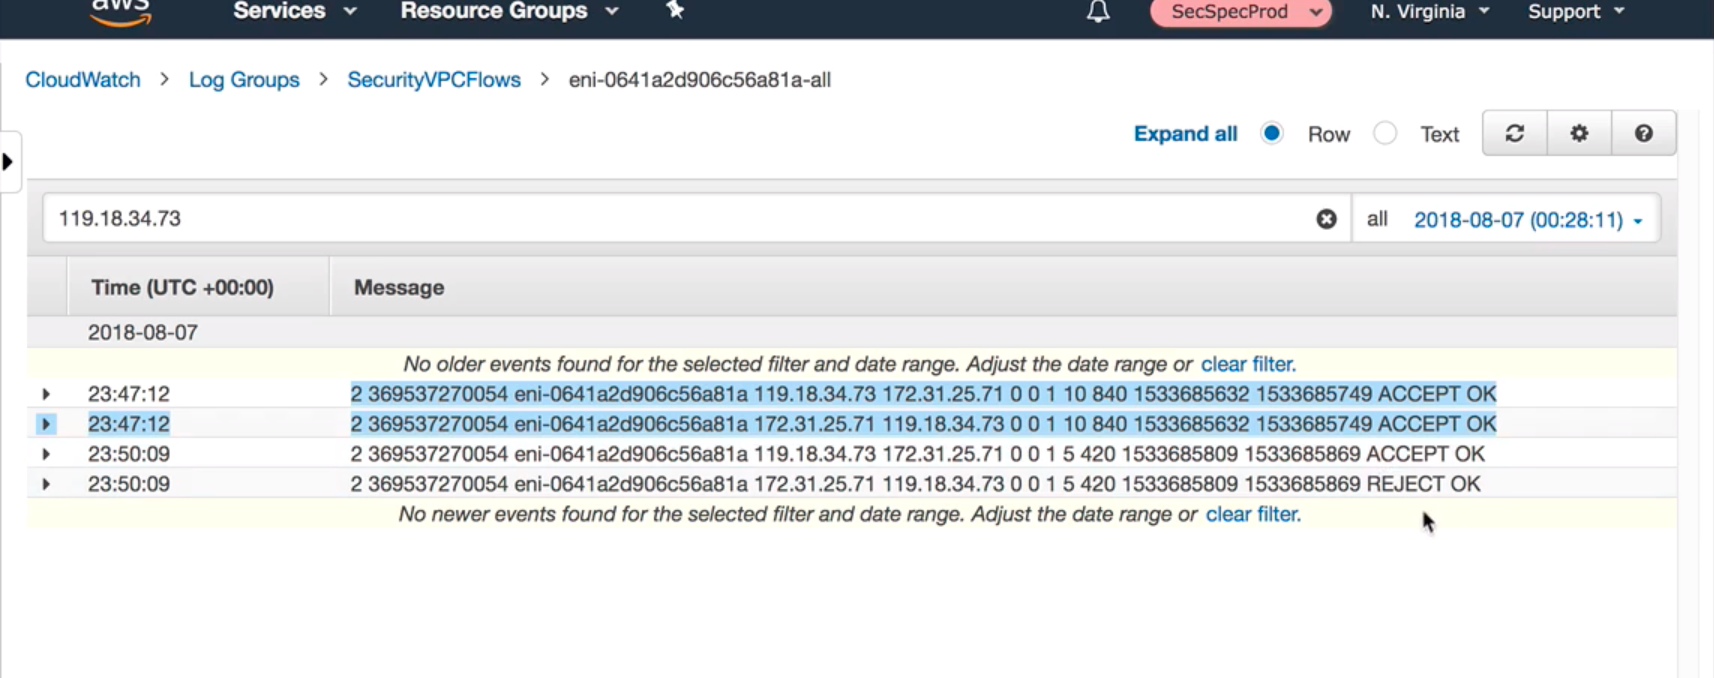 aws Services Resource Groups SecSpecProd N. Virginia Support
CloudWatch > Log Groups > SecurityVPCFlows > eni-0641a2d906c56a81a-all
Expand all Row Text
119.18.34.73 all 2018-08-07 (00:28:11)
Time (UTC +00:00) Message
2018-08-07
No older events found for the selected filter and date range. Adjust the date range or clear filter.
23:47:12 2 369537270054 eni-0641a2d906c56a81a 119.18.34.73 172.31.25.71 0 0 1 10 840 1533685632 1533685749 ACCEPT OK
23:47:12 2 369537270054 eni-0641a2d906c56a81a 172.31.25.71 119.18.34.73 0 0 1 10 840 1533685632 1533685749 ACCEPT OK
23:50:09 2 369537270054 eni-0641a2d906c56a81a 119.18.34.73 172.31.25.71 0 0 1 5 420 1533685809 1533685869 ACCEPT OK
23:50:09 2 369537270054 eni-0641a2d906c56a81a 172.31.25.71 119.18.34.73 0 0 1 5 420 1533685809 1533685869 REJECT OK
No newer events found for the selected filter and date range. Adjust the date range or clear filter.